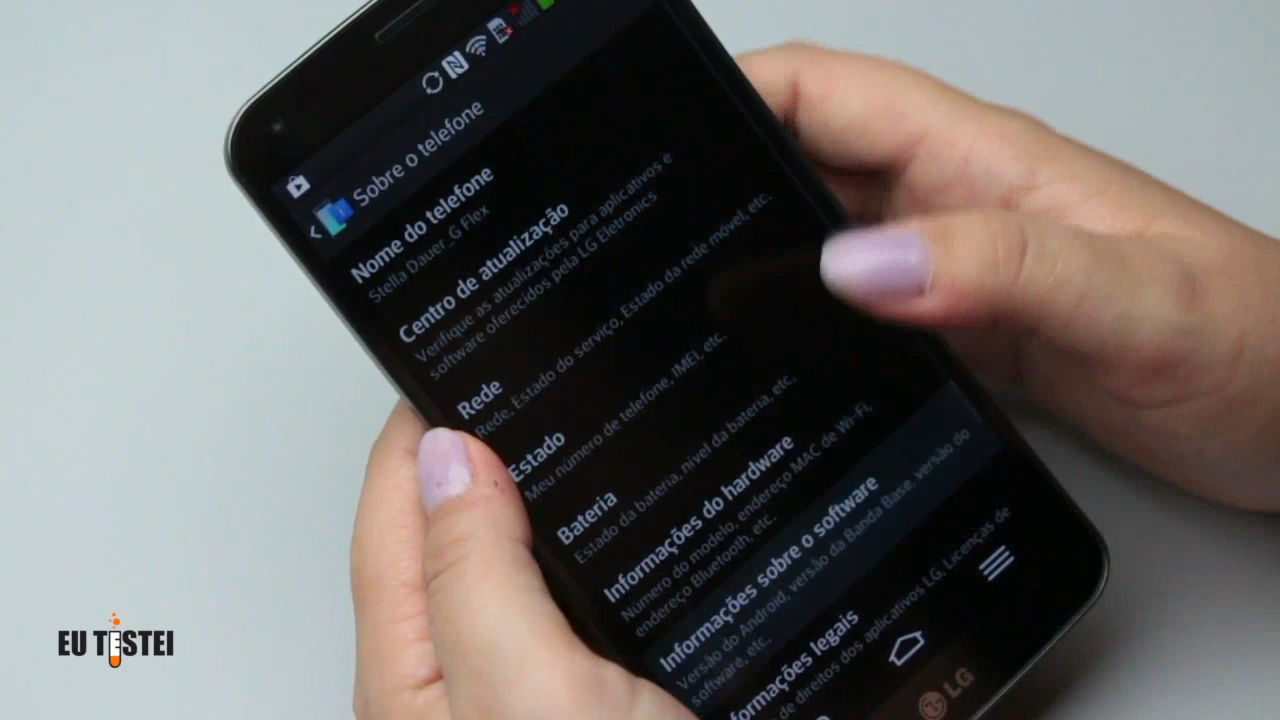 Sobre o telefone
Nome do telefone
Stella Dauer_G Flex
Centro de atualização
Verifique as atualizações para aplicativos e
software oferecidos pela LG Eletronics
Rede
Rede, Estado do serviço, Estado da rede móvel, etc.
Estado
Meu número de telefone, IMEI, etc.
Bateria
Estado da bateria, nível da bateria, etc.
Informações do hardware
Número do modelo, endereço MAC de Wi-Fi,
endereço Bluetooth, etc.
Informações sobre o software
Versão do Android, versão da Banda Base, versão do
software, etc.
formações legais
de direitos dos aplicativos LG, Licenças de
LG
EU TESTEI